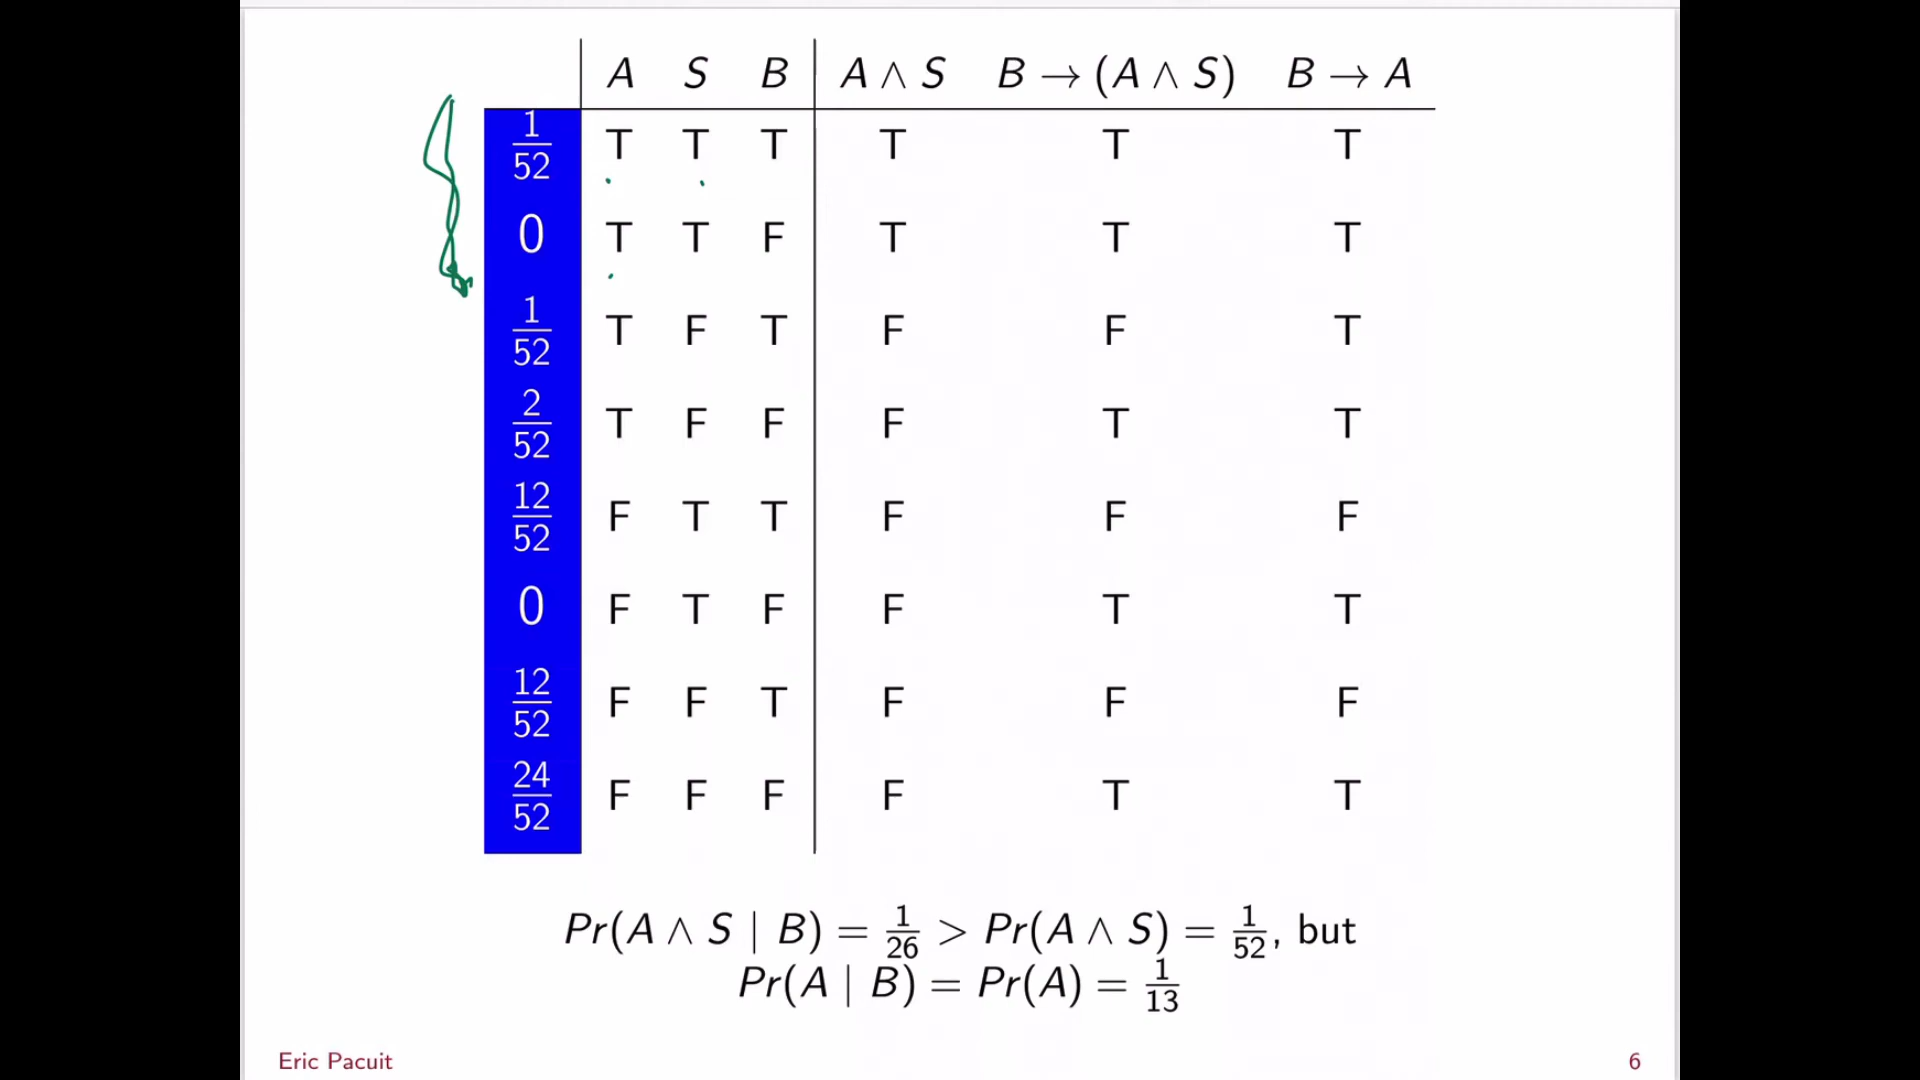 A S B A ∧ S B → (A ∧ S) B → A
1/52 T T T T T T
0 T T F T T T
1/52 T F T F F T
2/52 T F F F T T
12/52 F T T F F F
0 F T F F T T
12/52 F F T F F F
24/52 F F F F T T
Pr(A ∧ S | B) = 1/26 > Pr(A ∧ S) = 1/52, but
Pr(A | B) = Pr(A) = 1/13
Eric Pacuit 6